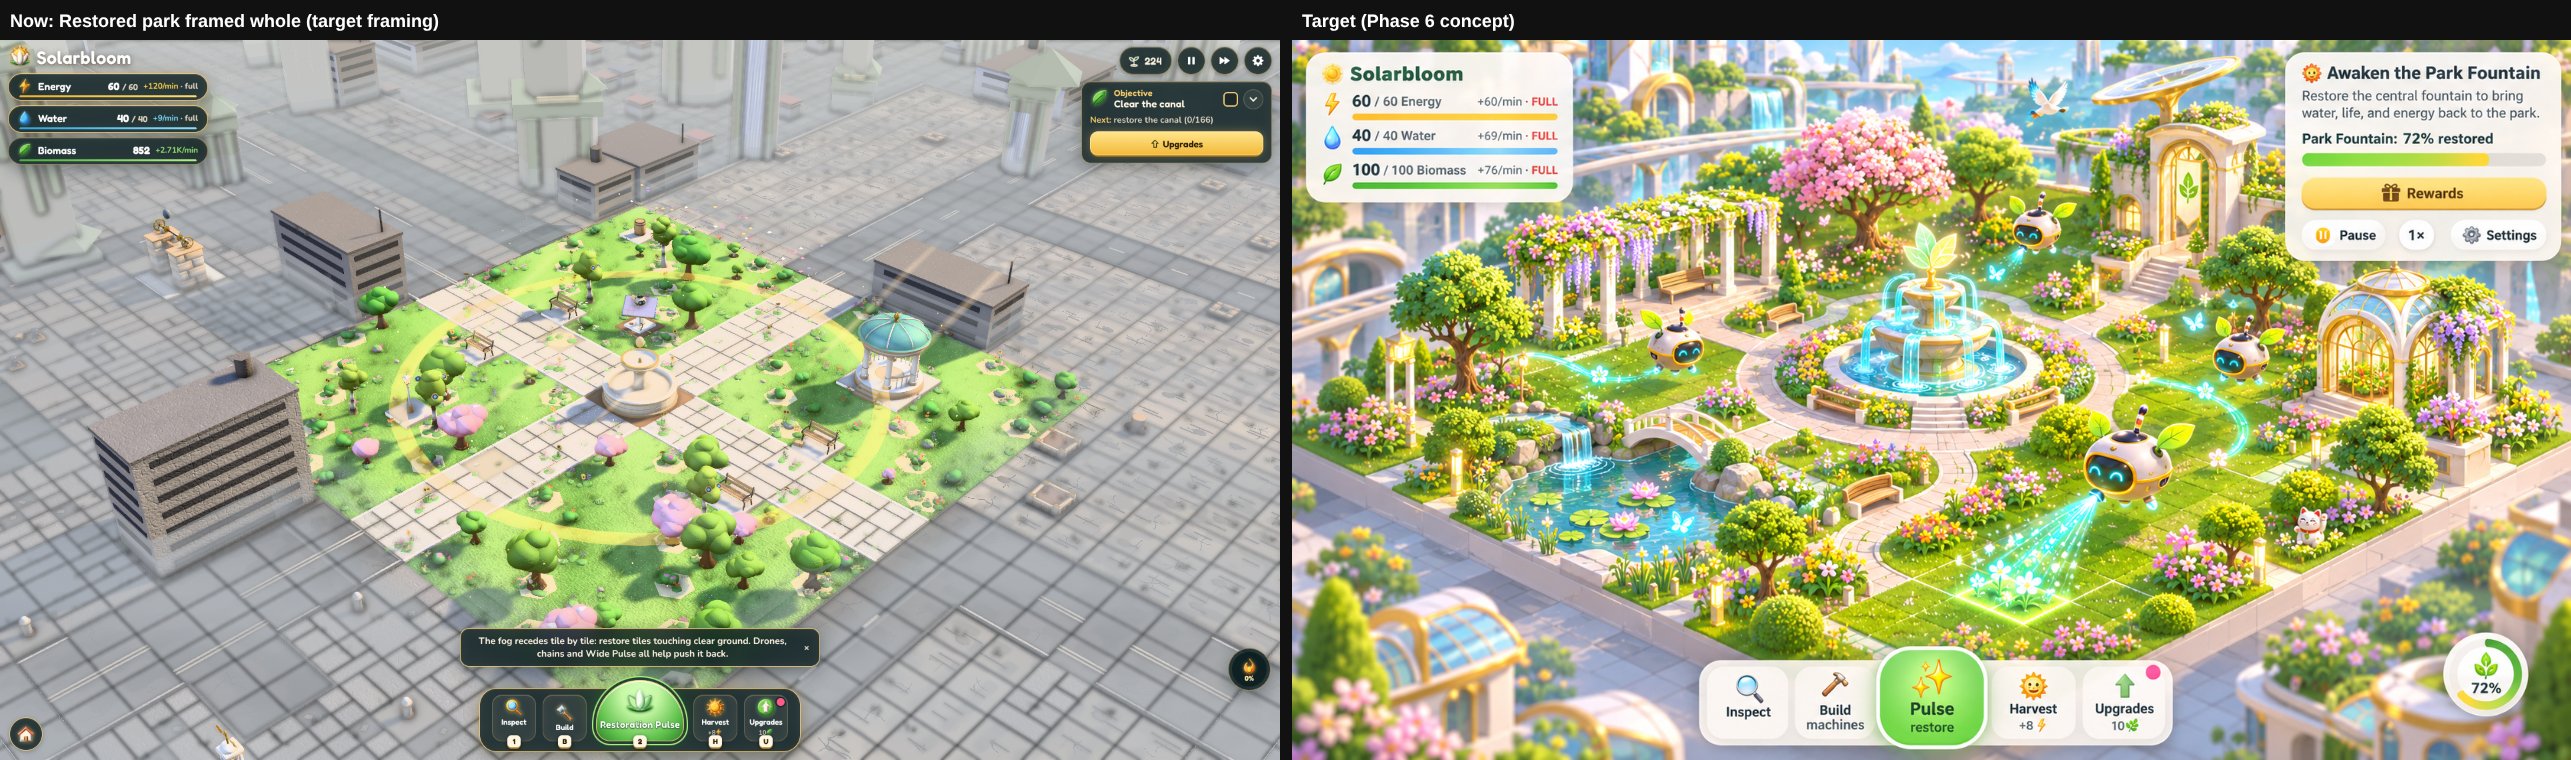 Now: Restored park framed whole (target framing)
Solarbloom
Energy 60 / 60 +120/min · full
Water 40 / 40 +9/min · full
Biomass 852 +2.71K/min
224
Objective
Clear the canal
Next: restore the canal (0/166)
Upgrades
The fog recedes tile by tile: restore tiles touching clear ground. Drones,
chains and Wide Pulse all help push it back.
×
0%
Inspect
1
Build
B
Restoration Pulse
2
Harvest
+8
H
Upgrades
10
U
Target (Phase 6 concept)
Solarbloom
60 / 60 Energy +60/min · FULL
40 / 40 Water +69/min · FULL
100 / 100 Biomass +76/min · FULL
Awaken the Park Fountain
Restore the central fountain to bring
water, life, and energy back to the park.
Park Fountain: 72% restored
Rewards
Pause
1×
Settings
Inspect
Build
machines
Pulse
restore
Harvest
+8
Upgrades
10
72%